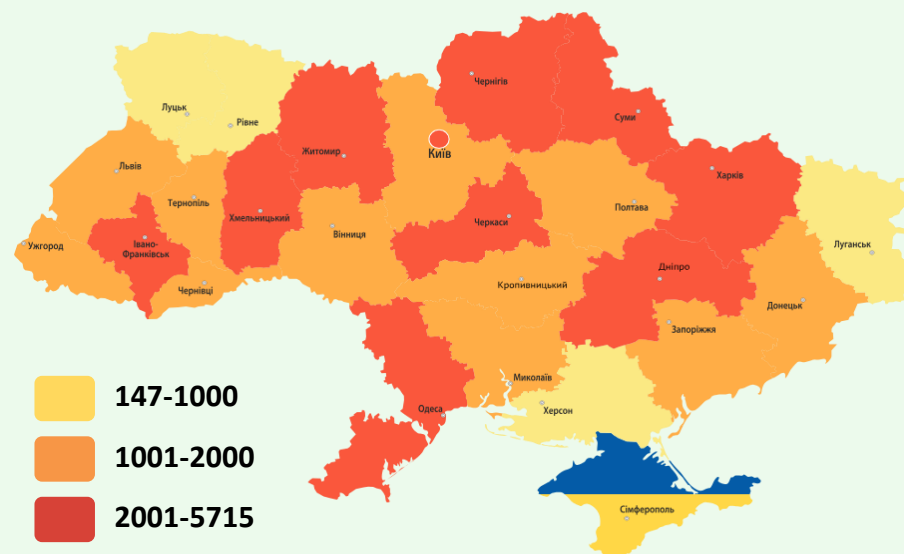 Чернігів
Луцьк
Рівне
Суми
Житомир
Київ
Львів
Харків
Тернопіль
Хмельницький
Полтава
Черкаси
Ужгород
Івано-
Франківськ
Вінниця
Луганськ
Чернівці
Кропивницький
Дніпро
Донецьк
Запоріжжя
Миколаїв
Одеса
Херсон
Сімферополь
147-1000
1001-2000
2001-5715